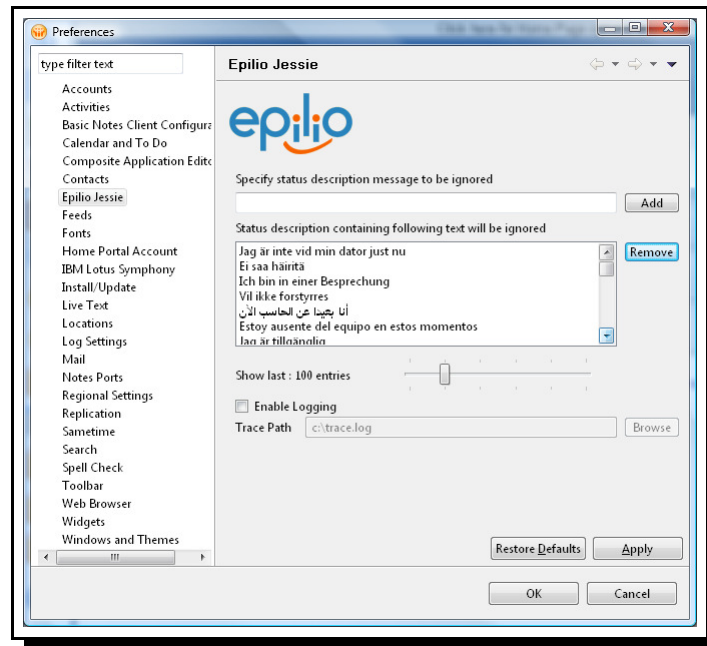 Preferences
type filter text
Accounts
Activities
Basic Notes Client Configura
Calendar and To Do
Composite Application Edito
Contacts
Epilio Jessie
Feeds
Fonts
Home Portal Account
IBM Lotus Symphony
Install/Update
Live Text
Locations
Log Settings
Mail
Notes Ports
Regional Settings
Replication
Sametime
Search
Spell Check
Toolbar
Web Browser
Widgets
Windows and Themes
Epilio Jessie
epilio
Specify status description message to be ignored
Add
Status description containing following text will be ignored
Jag är inte vid min dator just nu
Ei saa häiritä
Ich bin in einer Besprechung
Vil ikke forstyrres
أنا بعيدا عن الحاسب الآن
Estoy ausente del equipo en estos momentos
Jag är tillgänglig
Remove
Show last : 100 entries
Enable Logging
Trace Path c:\trace.log Browse
Restore Defaults Apply
OK Cancel